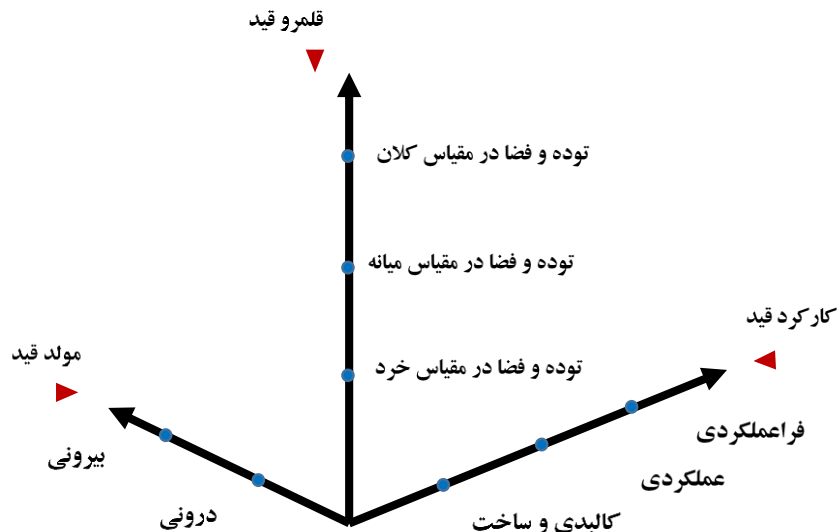 قلمرو قید
توده و فضا در مقیاس کلان
توده و فضا در مقیاس میانه
کارکرد قید
مولد قید
توده و فضا در مقیاس خرد
فراعملکردی
بیرونی
عملکردی
درونی
کالبدی و ساخت